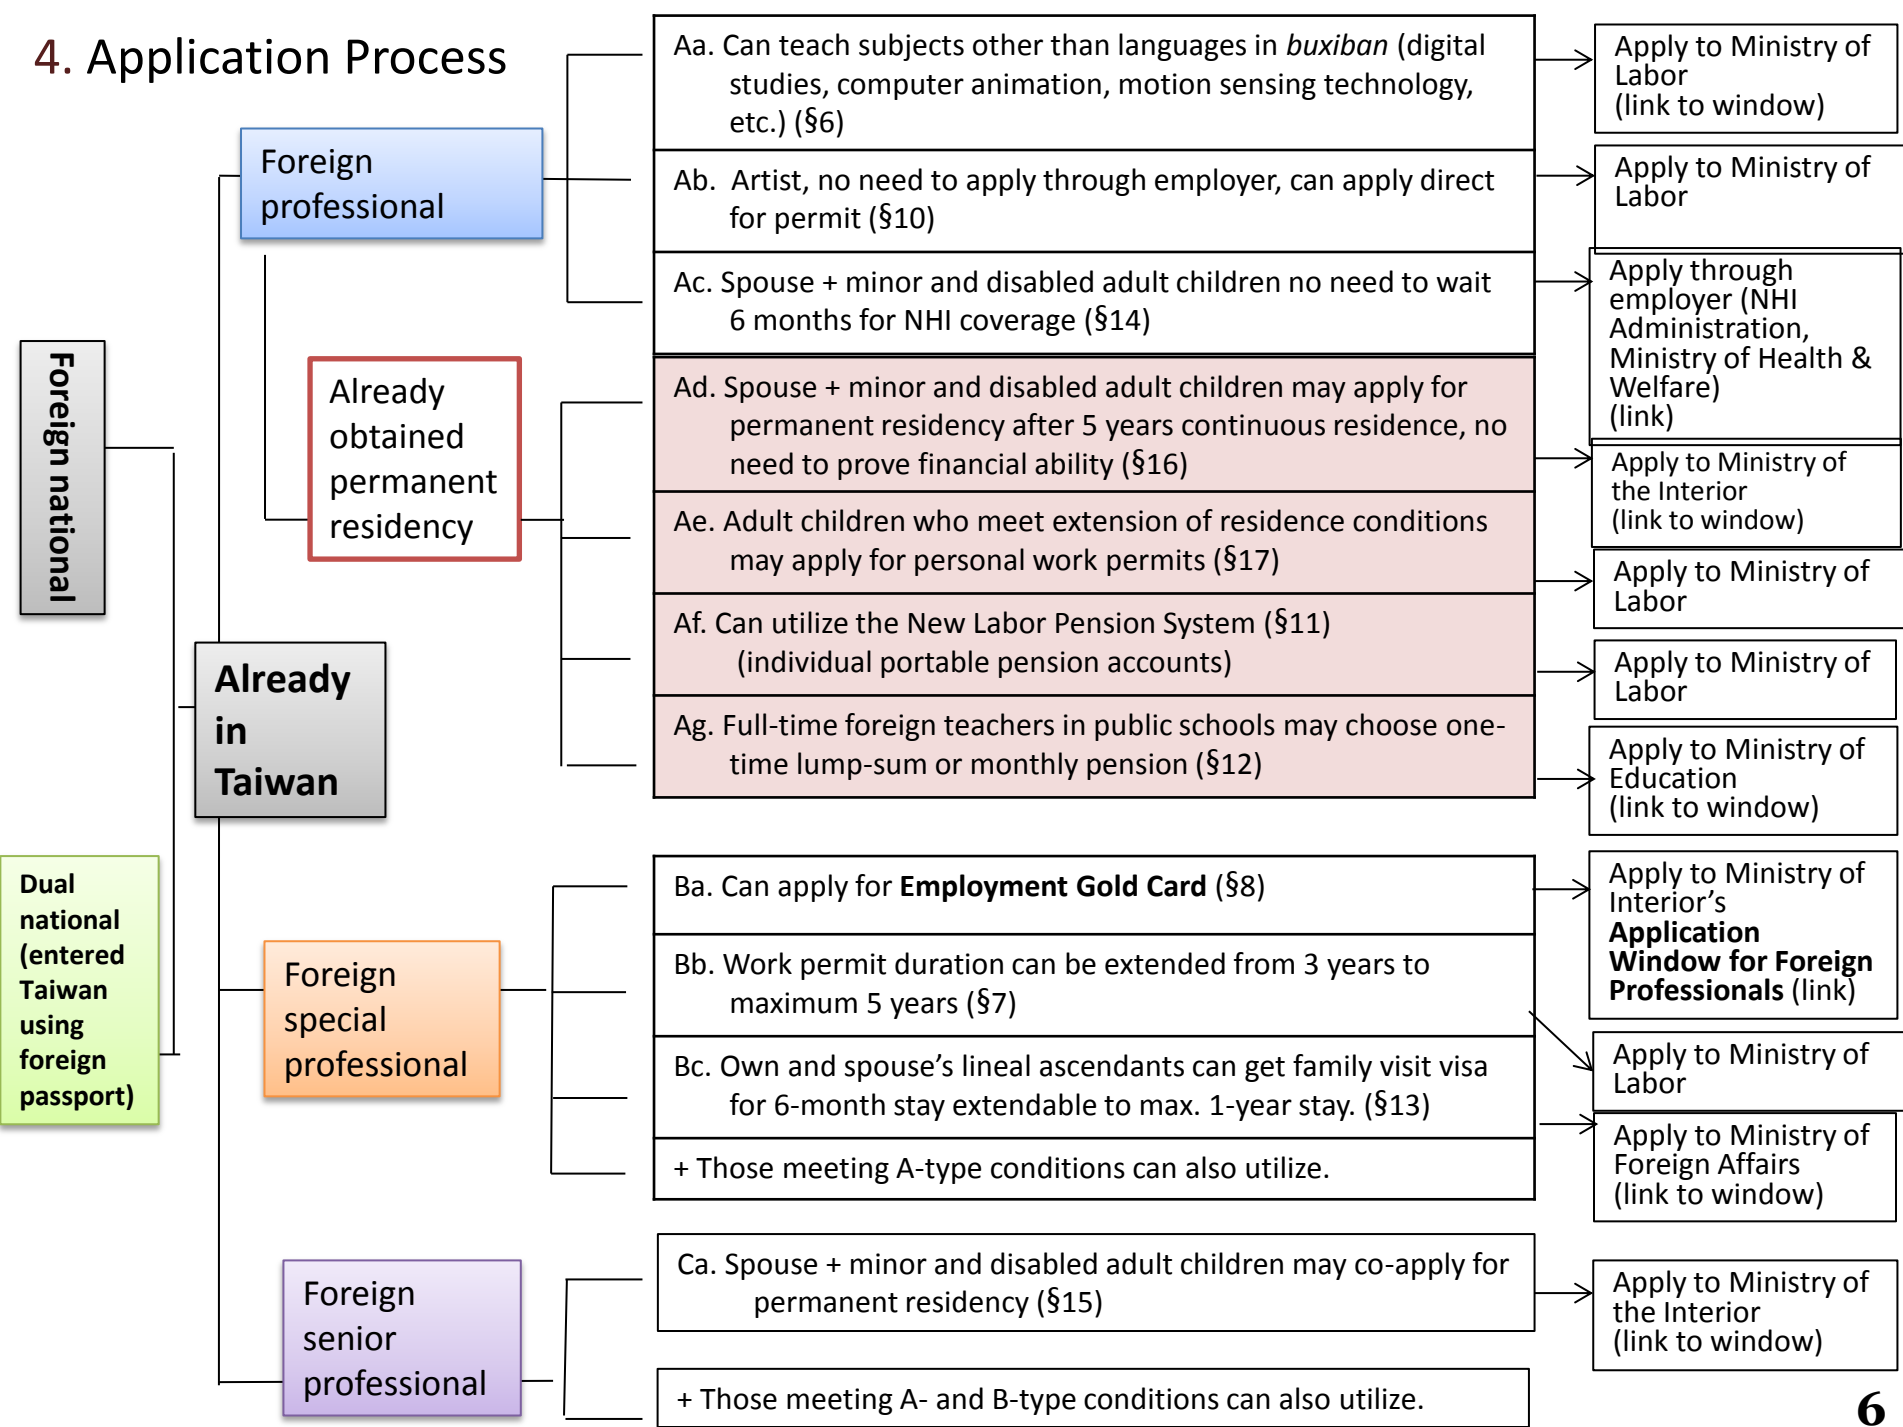 4. Application Process
Foreign national
Dual
national
(entered
Taiwan
using
foreign
passport)
Already
in
Taiwan
Foreign
professional
Aa. Can teach subjects other than languages in buxiban (digital
studies, computer animation, motion sensing technology,
etc.) (§6)
Apply to Ministry of
Labor
(link to window)
Ab. Artist, no need to apply through employer, can apply direct
for permit (§10)
Apply to Ministry of
Labor
Ac. Spouse + minor and disabled adult children no need to wait
6 months for NHI coverage (§14)
Apply through
employer (NHI
Administration,
Ministry of Health &
Welfare)
(link)
Already
obtained
permanent
residency
Ad. Spouse + minor and disabled adult children may apply for
permanent residency after 5 years continuous residence, no
need to prove financial ability (§16)
Apply to Ministry of
the Interior
(link to window)
Ae. Adult children who meet extension of residence conditions
may apply for personal work permits (§17)
Apply to Ministry of
Labor
Af. Can utilize the New Labor Pension System (§11)
(individual portable pension accounts)
Apply to Ministry of
Labor
Ag. Full-time foreign teachers in public schools may choose one-
time lump-sum or monthly pension (§12)
Apply to Ministry of
Education
(link to window)
Foreign
special
professional
Ba. Can apply for Employment Gold Card (§8)
Apply to Ministry of
Interior’s
Application
Window for Foreign
Professionals (link)
Bb. Work permit duration can be extended from 3 years to
maximum 5 years (§7)
Apply to Ministry of
Labor
Bc. Own and spouse’s lineal ascendants can get family visit visa
for 6-month stay extendable to max. 1-year stay. (§13)
Apply to Ministry of
Foreign Affairs
(link to window)
+ Those meeting A-type conditions can also utilize.
Foreign
senior
professional
Ca. Spouse + minor and disabled adult children may co-apply for
permanent residency (§15)
Apply to Ministry of
the Interior
(link to window)
+ Those meeting A- and B-type conditions can also utilize.
6